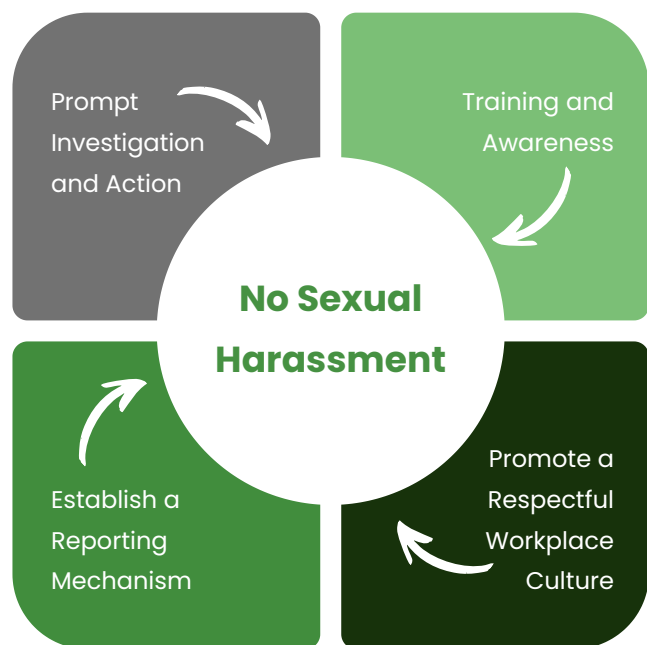 Prompt
Investigation
and Action
Training and
Awareness
No Sexual
Harassment
Establish a
Reporting
Mechanism
Promote a
Respectful
Workplace
Culture